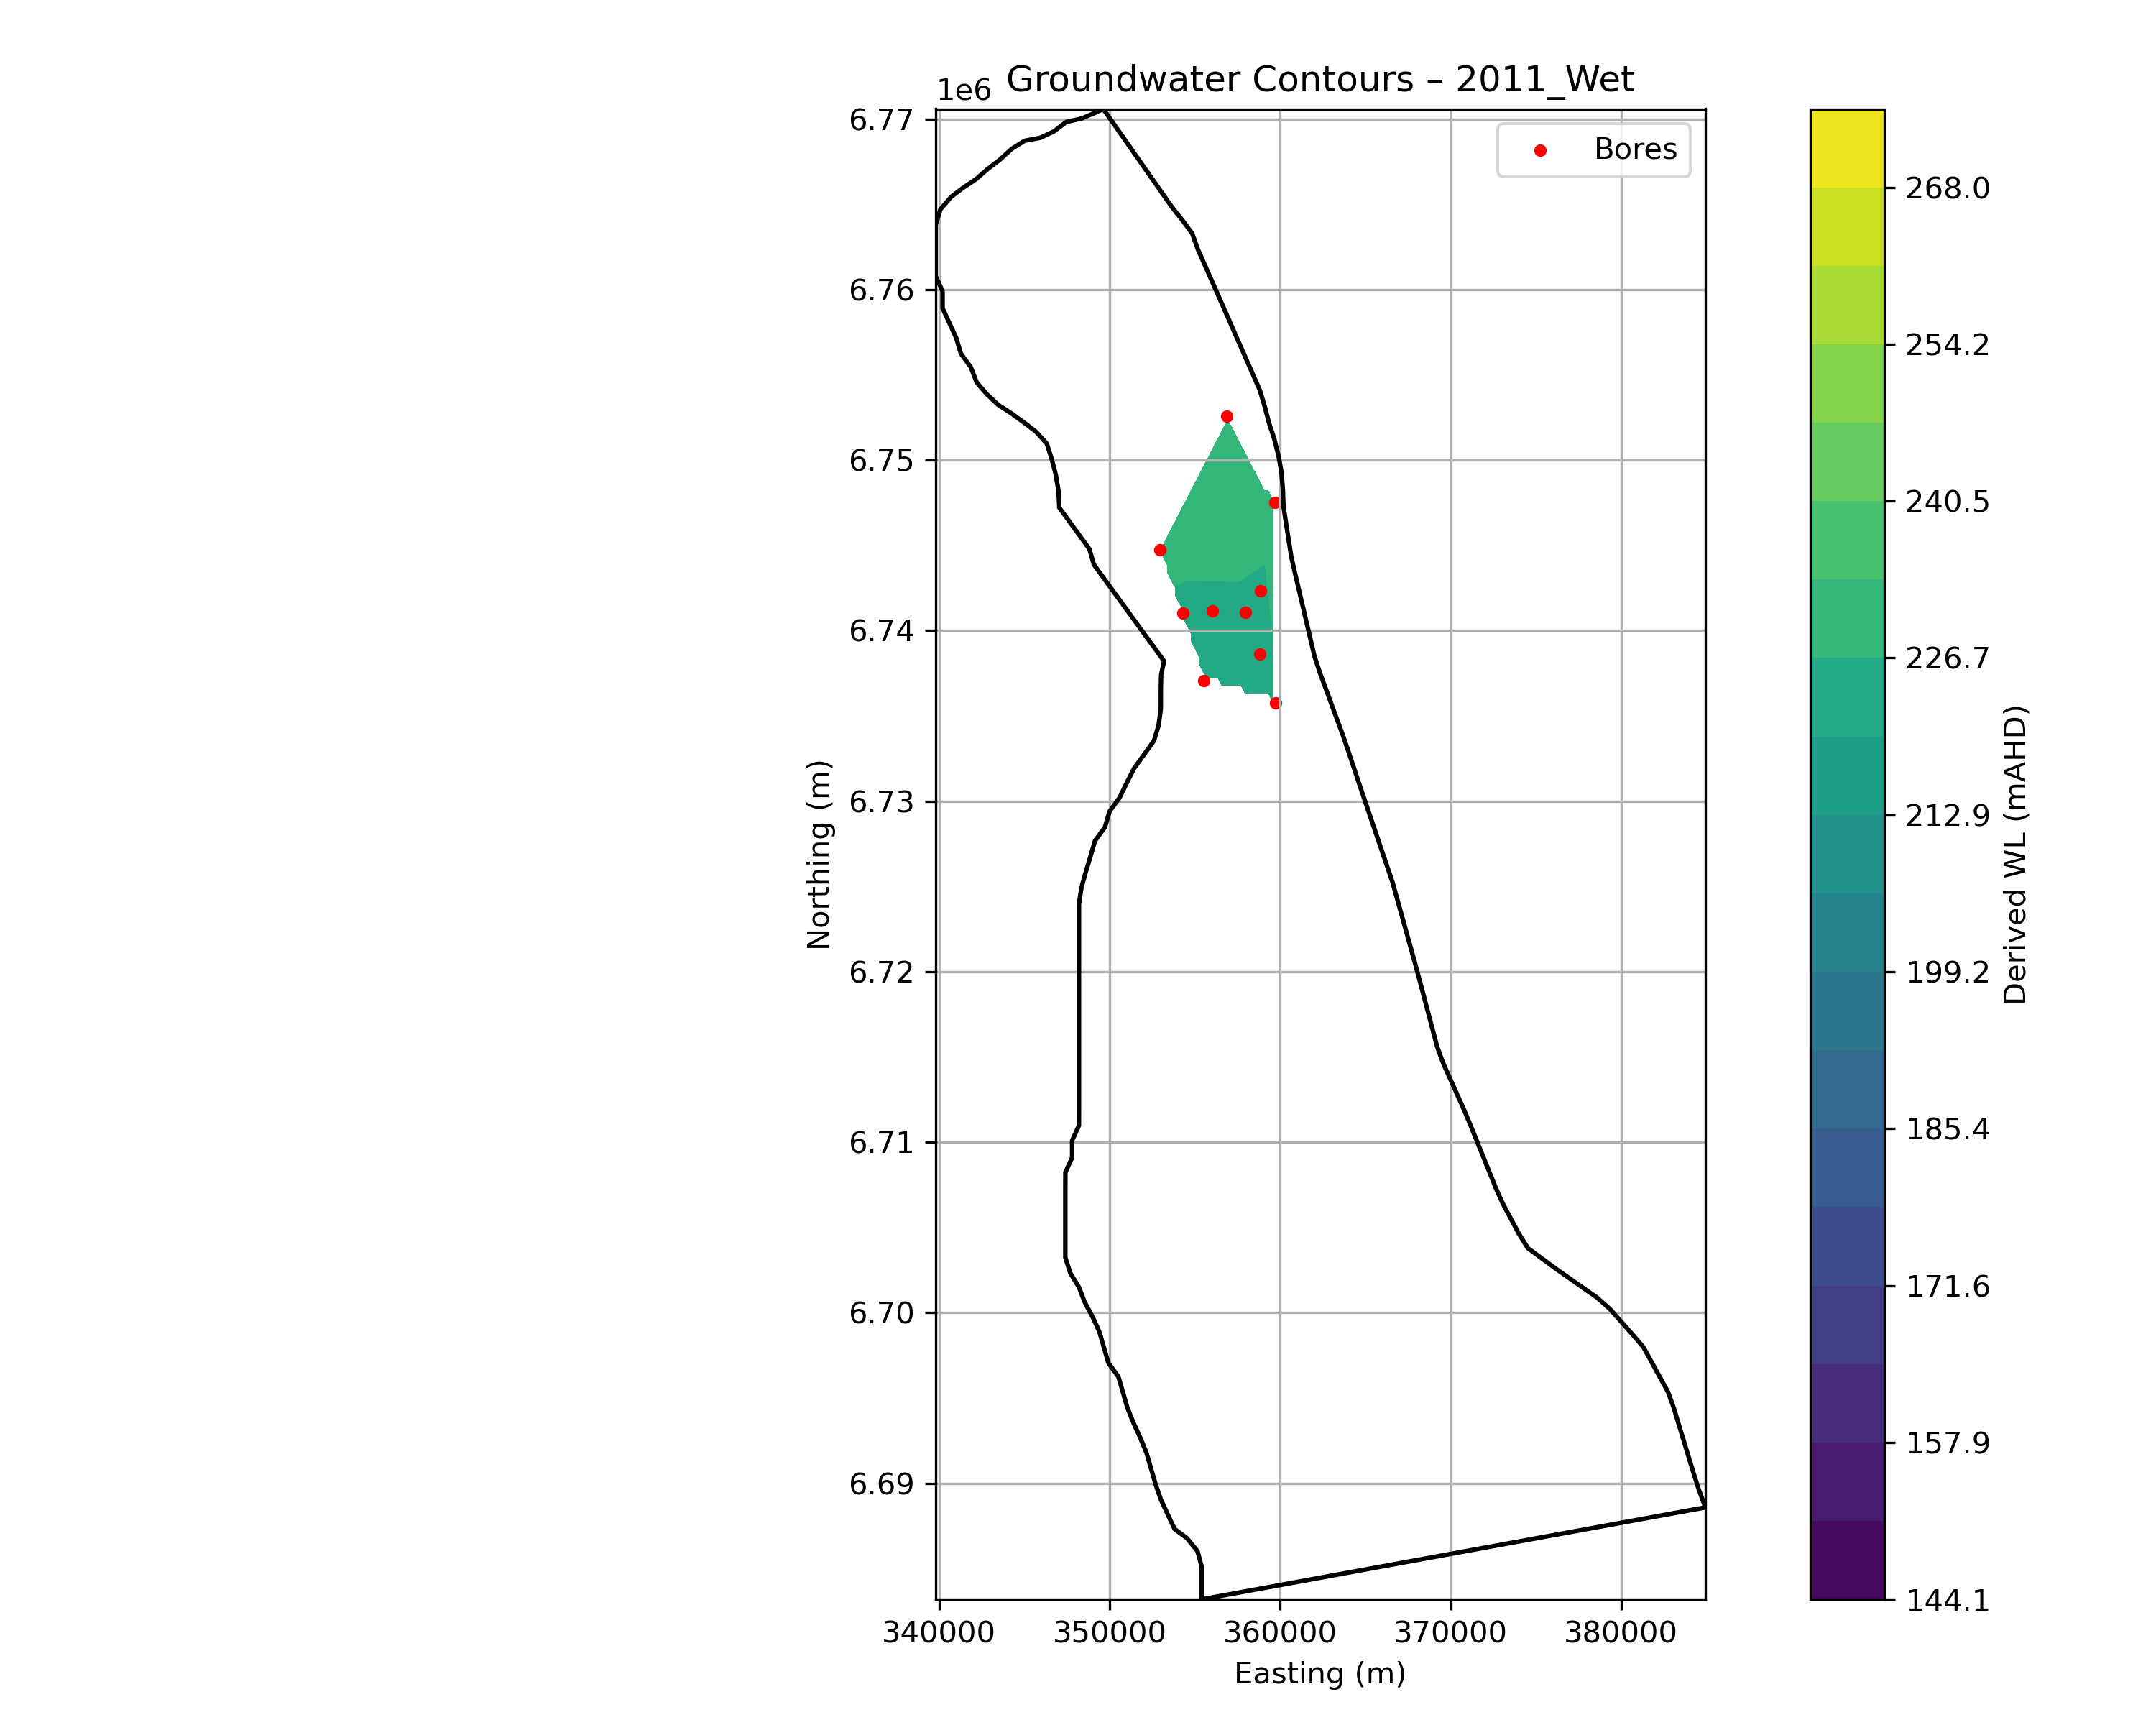 Groundwater Contours – 2011_Wet
1e6
Bores
6.77
6.76
6.75
6.74
6.73
6.72
6.71
6.70
6.69
Northing (m)
340000 350000 360000 370000 380000
Easting (m)
268.0
254.2
240.5
226.7
212.9
199.2
185.4
171.6
157.9
144.1
Derived WL (mAHD)